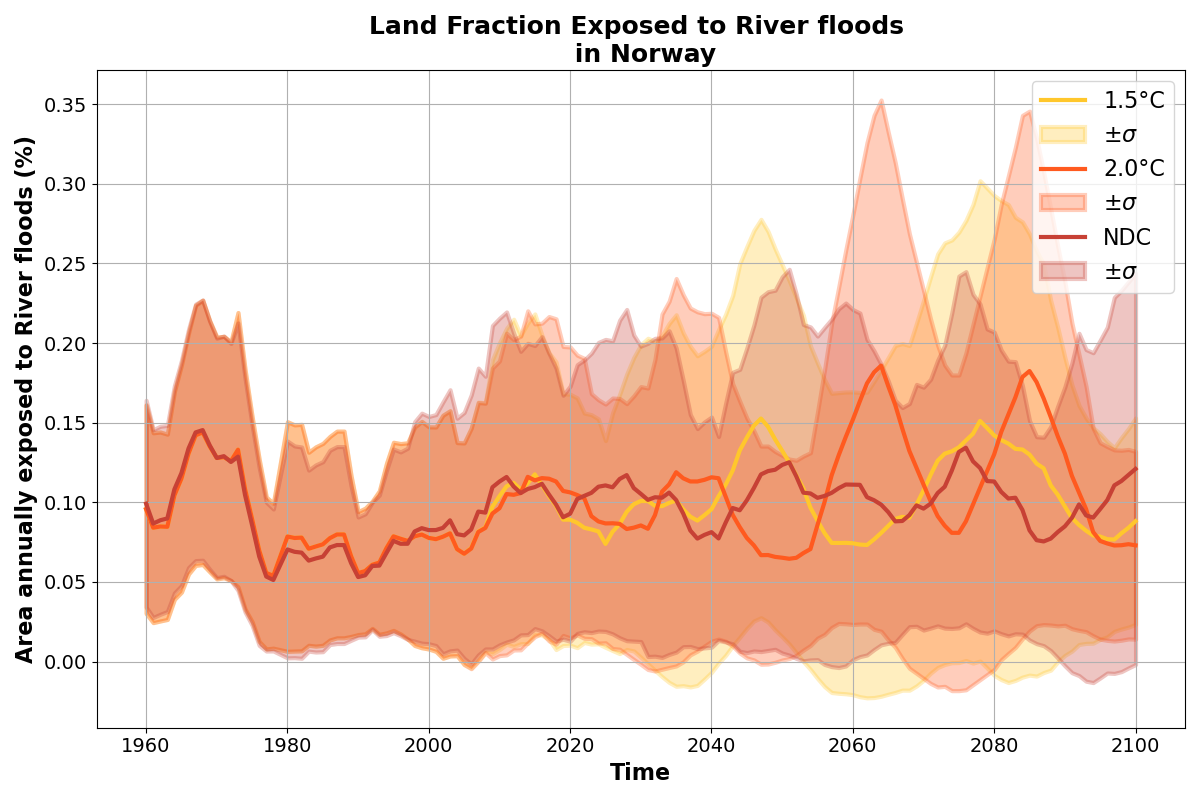 Land Fraction Exposed to River floods
in Norway
Area annually exposed to River floods (%)
0.35
0.30
0.25
0.20
0.15
0.10
0.05
0.00
1.5°C
±σ
2.0°C
±σ
NDC
±σ
1960
1980
2000
2020
2040
2060
2080
2100
Time